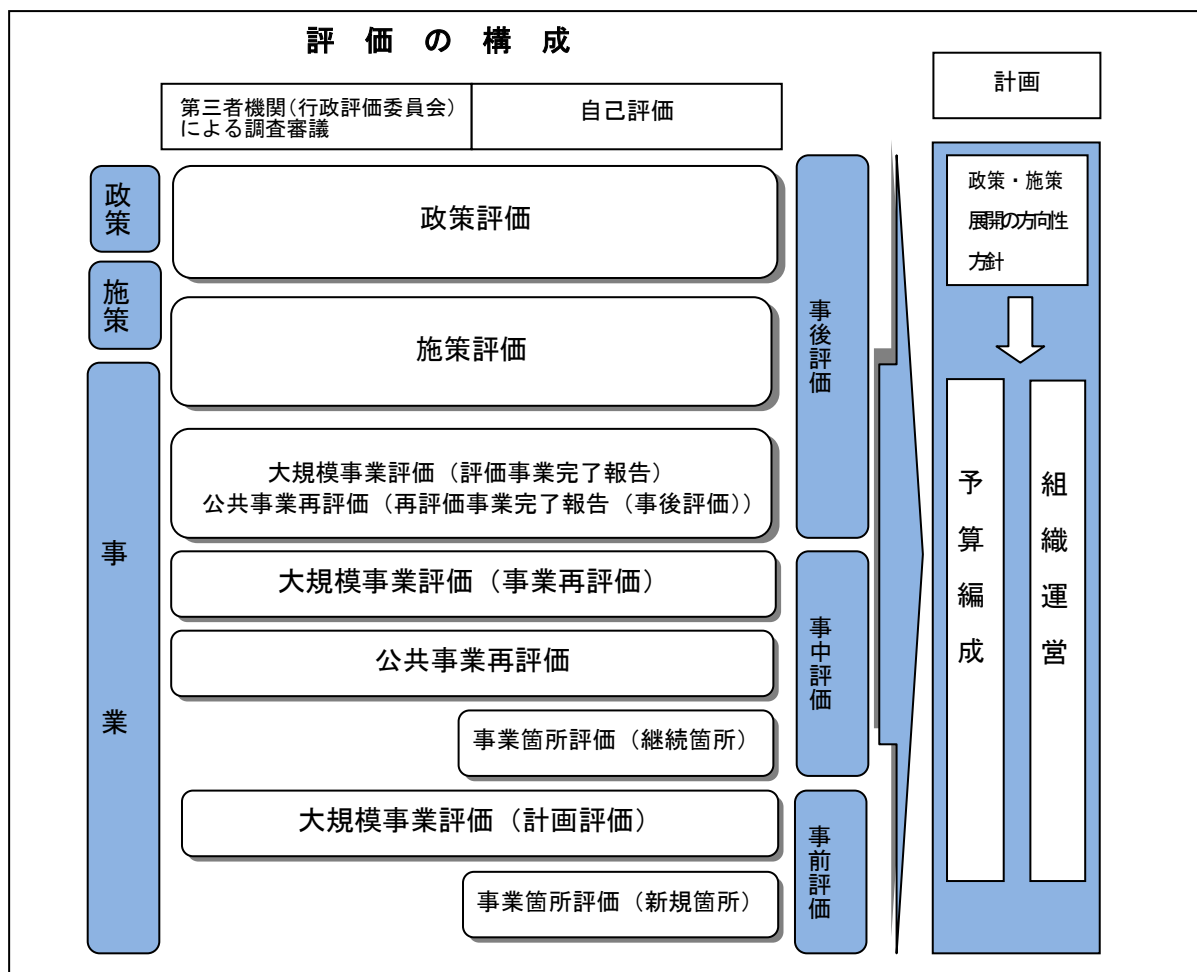 評価の構成
第三者機関（行政評価委員会）
による調査審議
自己評価
計画
政策
施策
事業
政策評価
施策評価
大規模事業評価（評価事業完了報告）
公共事業再評価（再評価事業完了報告（事後評価））
大規模事業評価（事業再評価）
公共事業再評価
事業箇所評価（継続箇所）
大規模事業評価（計画評価）
事業箇所評価（新規箇所）
事後評価
事中評価
事前評価
政策・施策
展開の方向性
方針
予算編成
組織運営